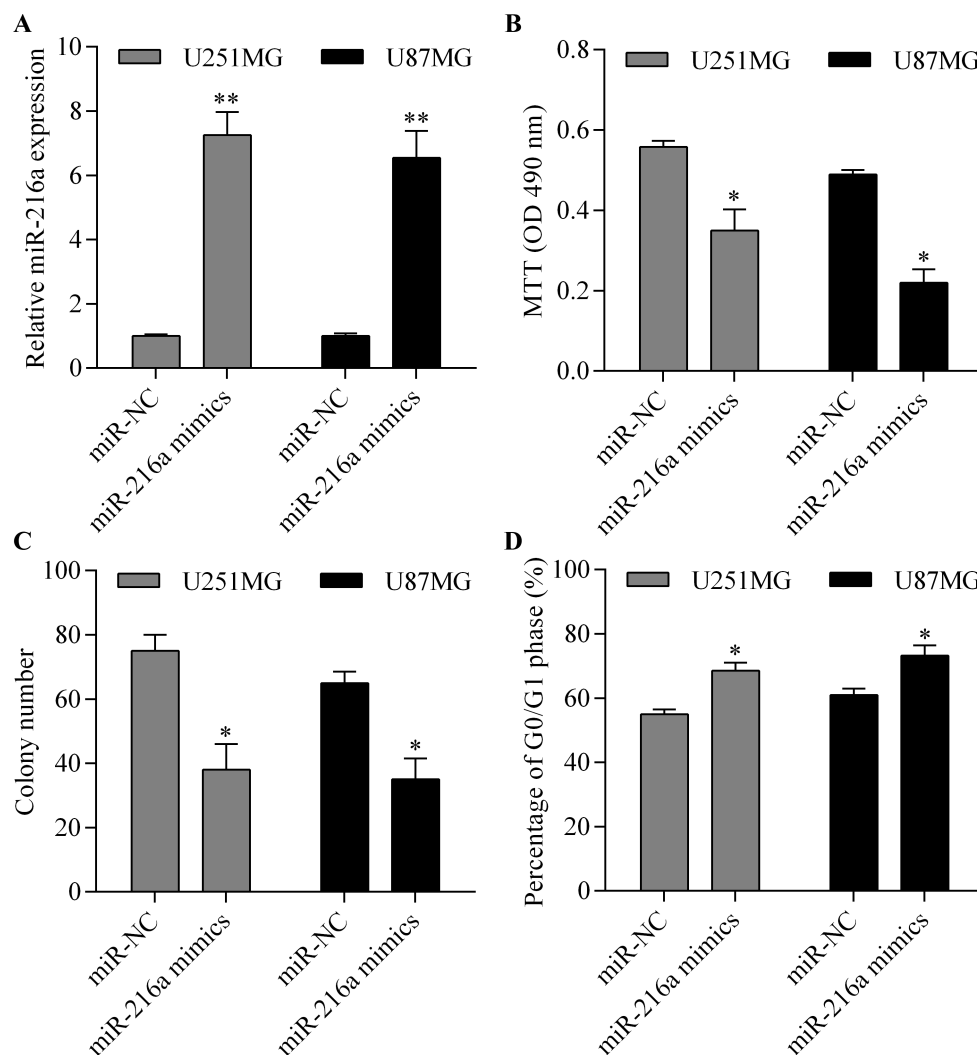 A
Relative miR-216a expression
10
8
6
4
2
0
U251MG U87MG
** **
miR-NC
miR-216a mimics
miR-NC
miR-216a mimics
B
MTT (OD 490 nm)
0.8
0.6
0.4
0.2
0.0
U251MG U87MG
* *
miR-NC
miR-216a mimics
miR-NC
miR-216a mimics
C
Colony number
100
80
60
40
20
0
U251MG U87MG
* *
miR-NC
miR-216a mimics
miR-NC
miR-216a mimics
D
Percentage of G0/G1 phase (%)
100
80
60
40
20
0
U251MG U87MG
* *
miR-NC
miR-216a mimics
miR-NC
miR-216a mimics